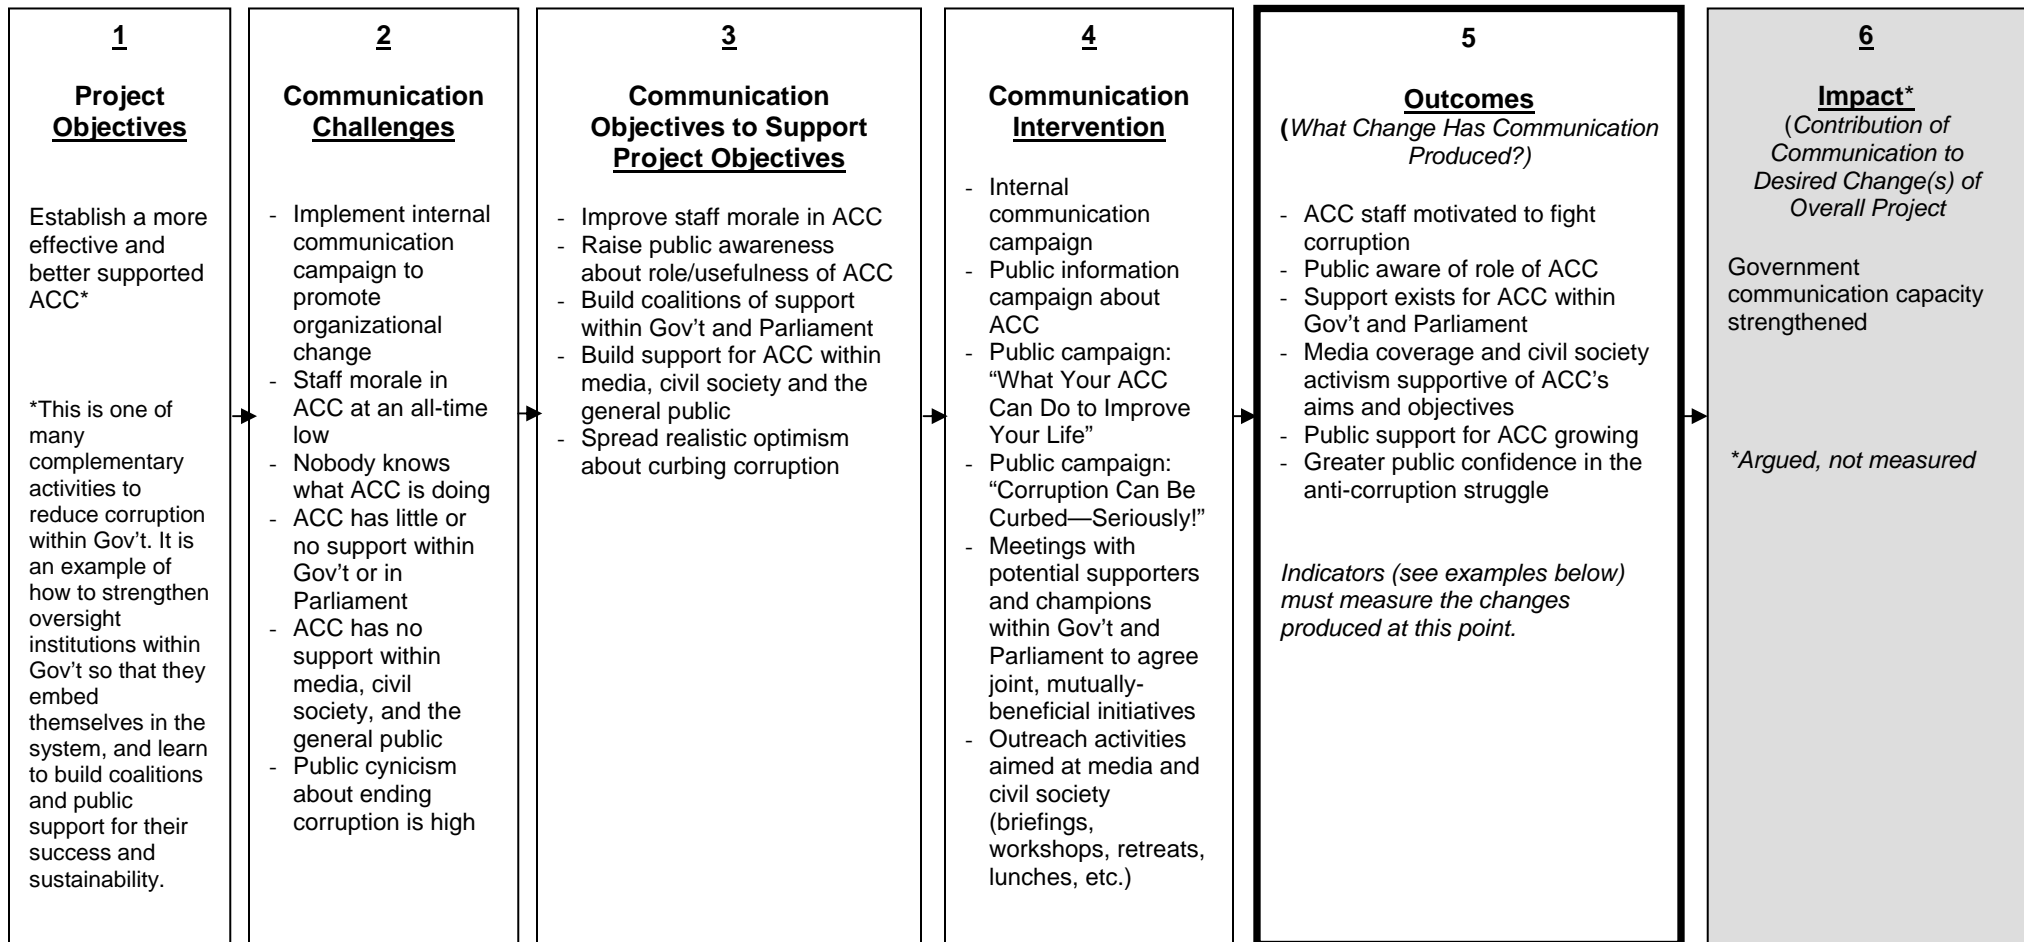 1
Project
Objectives
Establish a more
effective and
better supported
ACC*
*This is one of
many
complementary
activities to
reduce corruption
within Gov't. It is
an example of
how to strengthen
oversight
institutions within
Gov't so that they
embed
themselves in the
system, and learn
to build coalitions
and public
support for their
success and
sustainability.
2
Communication
Challenges
- Implement internal
communication
campaign to
promote
organizational
change
- Staff morale in
ACC at an all-time
low
- Nobody knows
what ACC is doing
- ACC has little or
no support within
Gov't or in
Parliament
- ACC has no
support within
media, civil
society, and the
general public
- Public cynicism
about ending
corruption is high
3
Communication
Objectives to Support
Project Objectives
- Improve staff morale in ACC
- Raise public awareness
about role/usefulness of ACC
- Build coalitions of support
within Gov't and Parliament
- Build support for ACC within
media, civil society and the
general public
- Spread realistic optimism
about curbing corruption
4
Communication
Intervention
- Internal
communication
campaign
- Public information
campaign about
ACC
- Public campaign:
“What Your ACC
Can Do to Improve
Your Life”
- Public campaign:
“Corruption Can Be
Curbed—Seriously!”
- Meetings with
potential supporters
and champions
within Gov't and
Parliament to agree
joint, mutually-
beneficial initiatives
- Outreach activities
aimed at media and
civil society
(briefings,
workshops, retreats,
lunches, etc.)
5
Outcomes
(What Change Has Communication
Produced?)
- ACC staff motivated to fight
corruption
- Public aware of role of ACC
- Support exists for ACC within
Gov't and Parliament
- Media coverage and civil society
activism supportive of ACC's
aims and objectives
- Public support for ACC growing
- Greater public confidence in the
anti-corruption struggle
Indicators (see examples below)
must measure the changes
produced at this point.
6
Impact*
(Contribution of
Communication to
Desired Change(s) of
Overall Project
Government
communication capacity
strengthened
*Argued, not measured